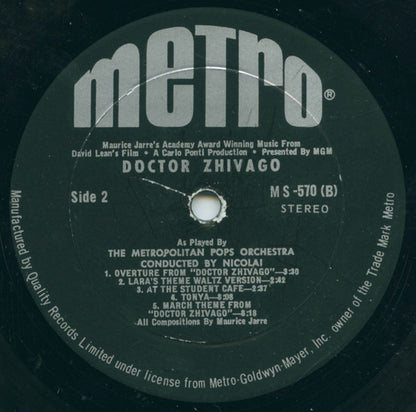 metro®
Maurice Jarre's Academy Award Winning Music From
David Lean's Film • A Carlo Ponti Production • Presented By MGM
DOCTOR ZHIVAGO
Side 2
MS-570 (B)
STEREO
As Played By
THE METROPOLITAN POPS ORCHESTRA
CONDUCTED BY NICOLAI
1. OVERTURE FROM "DOCTOR ZHIVAGO"—3:30
2. LARA'S THEME WALTZ VERSION—2:42
3. AT THE STUDENT CAFE—2:37
4. TONYA—2:08
5. MARCH THEME FROM
"DOCTOR ZHIVAGO"—2:18
All Compositions By Maurice Jarre
Manufactured by Quality Records Limited under license from Metro-Goldwyn-Mayer, Inc. owner of the Trade Mark Metro